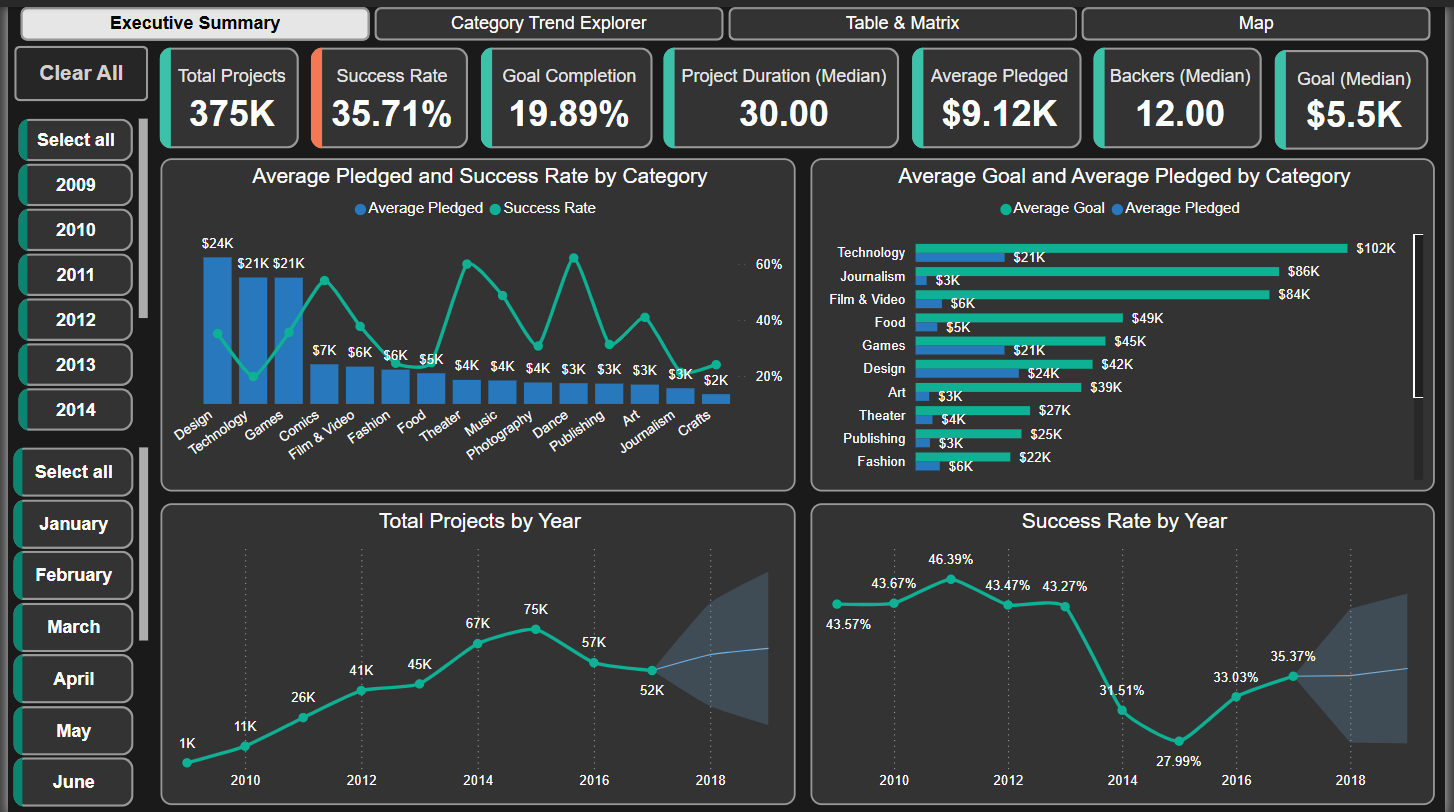 Executive Summary
Category Trend Explorer
Table & Matrix
Map
Clear All
Total Projects
375K
Success Rate
35.71%
Goal Completion
19.89%
Project Duration (Median)
30.00
Average Pledged
$9.12K
Backers (Median)
12.00
Goal (Median)
$5.5K
Select all
2009
2010
2011
2012
2013
2014
Select all
January
February
March
April
May
June
Average Pledged and Success Rate by Category
Average Pledged Success Rate
$24K $21K $21K $7K $6K $6K $5K $4K $4K $4K $3K $3K $3K $3K $2K
60%
40%
20%
Design Technology Games Comics Film & Video Fashion Food Theater Music Photography Dance Publishing Art Journalism Crafts
Average Goal and Average Pledged by Category
Average Goal Average Pledged
Technology $102K $21K
Journalism $86K $3K
Film & Video $84K $6K
Food $49K $5K
Games $45K $21K
Design $42K $24K
Art $39K $3K
Theater $27K $4K
Publishing $25K $3K
Fashion $22K $6K
Total Projects by Year
1K 11K 26K 41K 45K 67K 75K 57K 52K
2010 2012 2014 2016 2018
Success Rate by Year
43.57% 43.67% 46.39% 43.47% 43.27% 31.51% 27.99% 33.03% 35.37%
2010 2012 2014 2016 2018